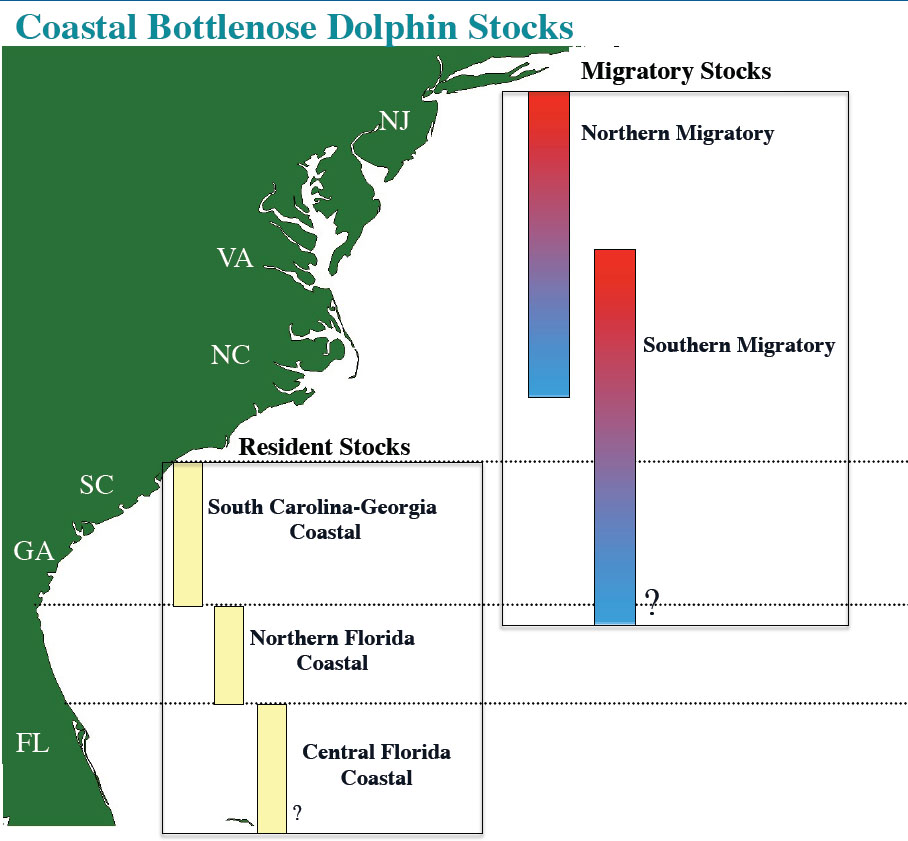 Coastal Bottlenose Dolphin Stocks
Migratory Stocks
NJ
Northern Migratory
VA
Southern Migratory
NC
Resident Stocks
SC
South Carolina-Georgia
Coastal
GA
?
Northern Florida
Coastal
FL
Central Florida
Coastal
?